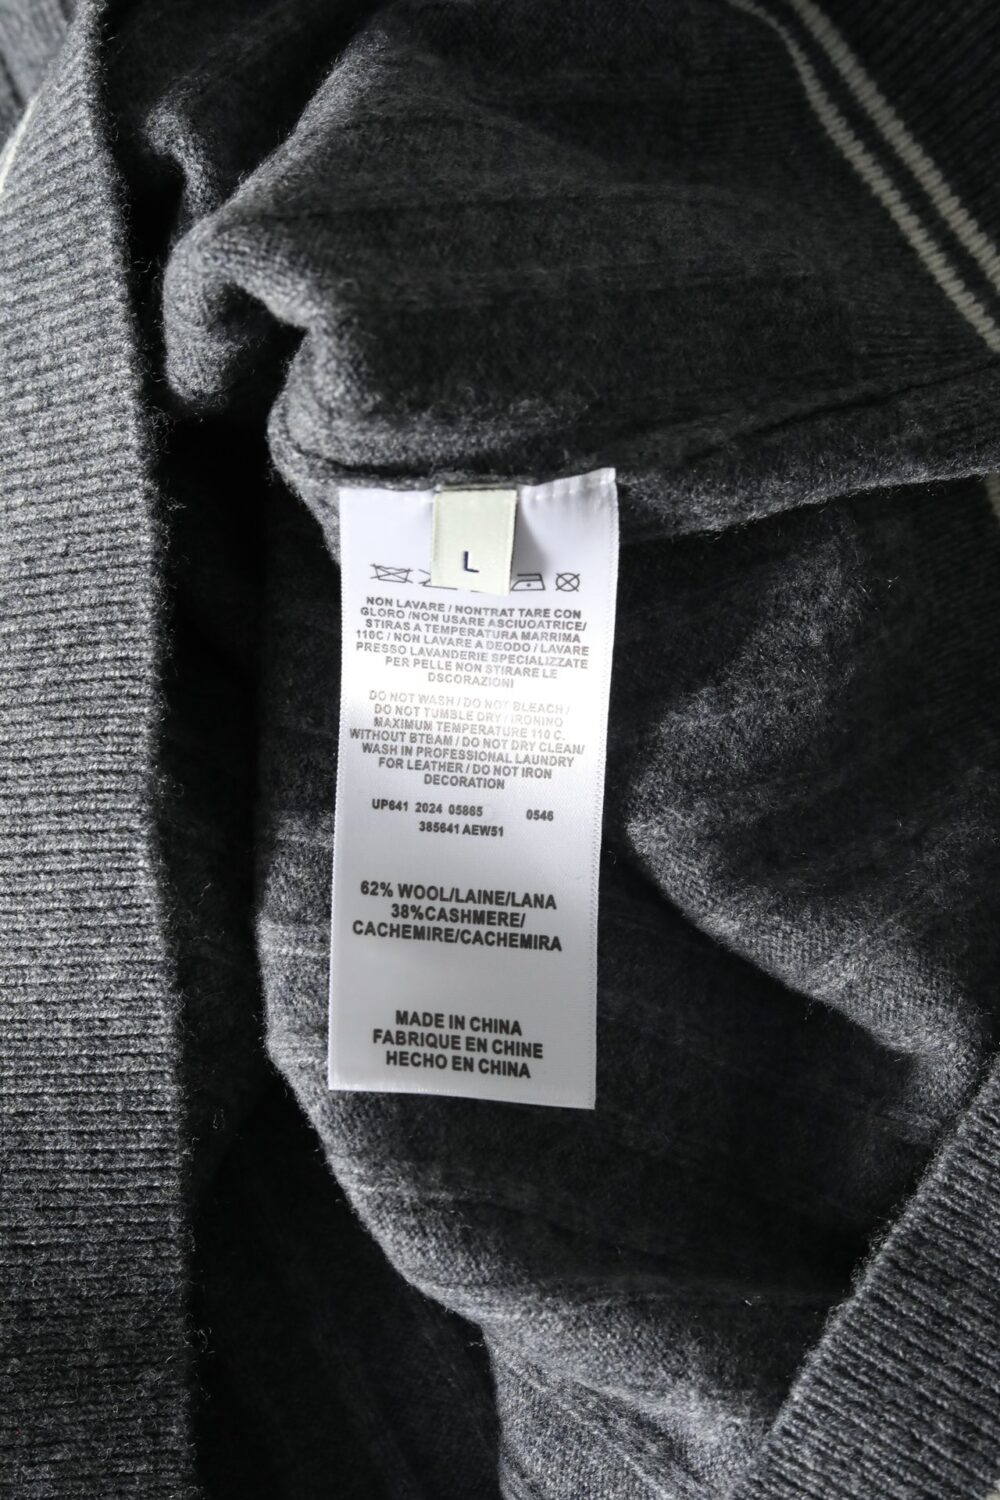 L
NON LAVARE / NONTRAT TARE CON
GLORO /NON USARE ASCIUOATRICE/
STIRAS A TEMPERATURA MARRIMA
110C / NON LAVARE A DEODO / LAVARE
PRESSO LAVANDERIE SPECIALIZZATE
PER PELLE NON STIRARE LE
DSCORAZIONI
DO NOT WASH / DO NOT BLEACH /
DO NOT TUMBLE DRY / IRONINO
MAXIMUM TEMPERATURE 110 C.
WITHOUT BTBAM / DO NOT DRY CLEAN/
WASH IN PROFESSIONAL LAUNDRY
FOR LEATHER / DO NOT IRON
DECORATION
UP641 2024 05865 0546
385641 AEW51
62% WOOL/LAINE/LANA
38%CASHMERE/
CACHEMIRE/CACHEMIRA
MADE IN CHINA
FABRIQUE EN CHINE
HECHO EN CHINA